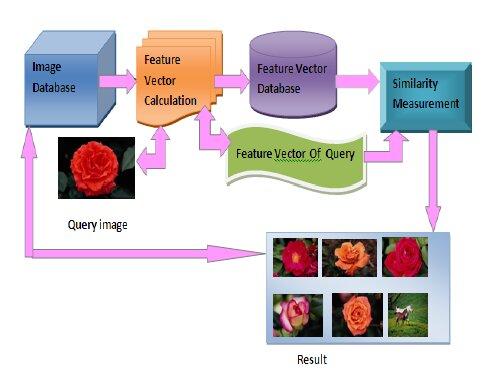 Image
Database
Feature
Vector
Calculation
Feature Vector
Database
Similarity
Measurement
Feature Vector Of Query
Query image
Result